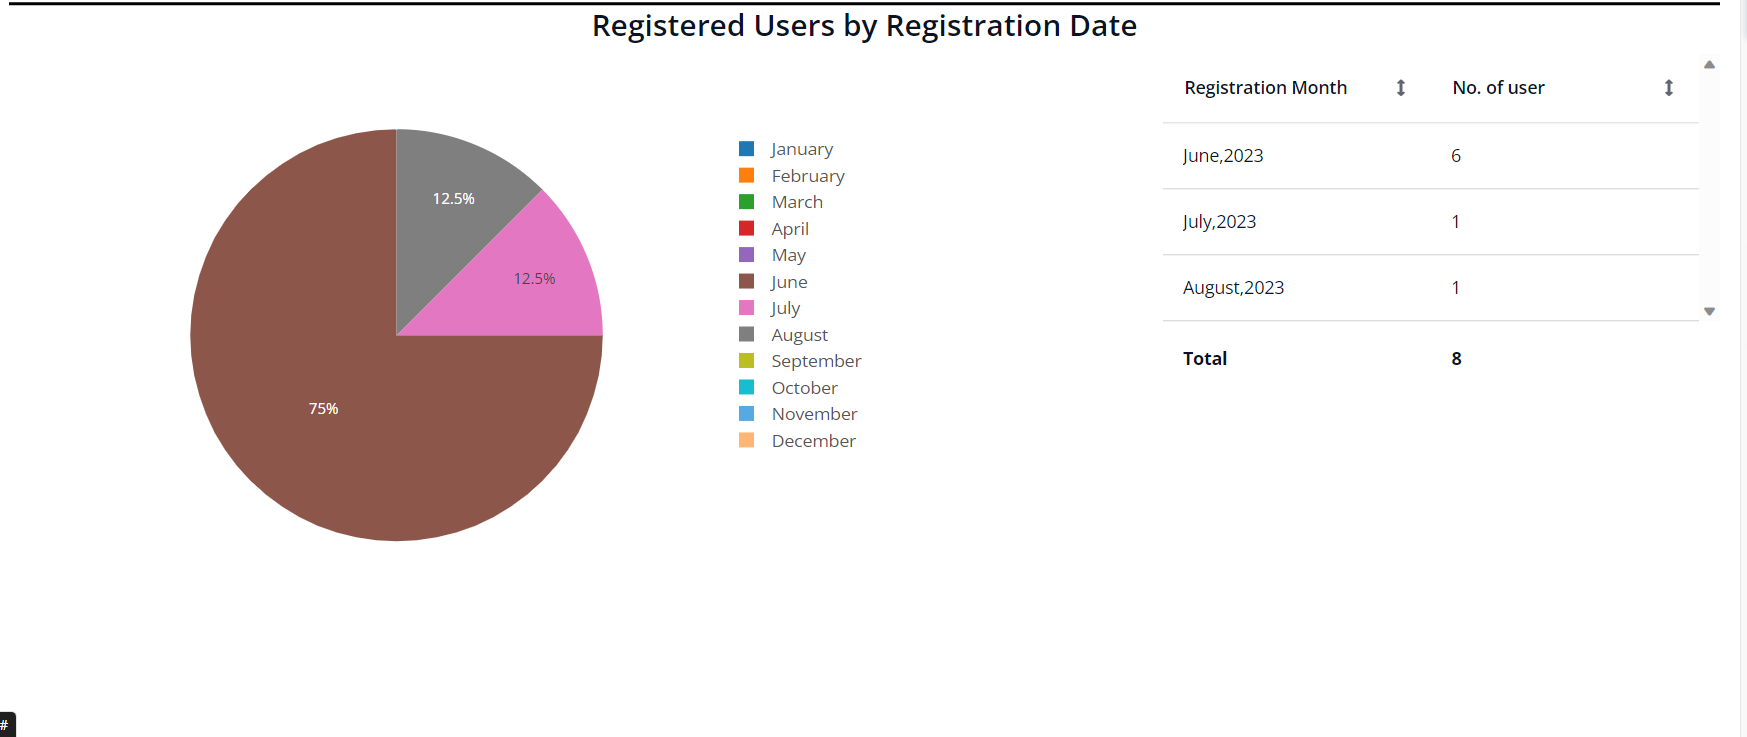 Registered Users by Registration Date
12.5%
12.5%
75%
January
February
March
April
May
June
July
August
September
October
November
December
Registration Month No. of user
June,2023 6
July,2023 1
August,2023 1
Total 8
#